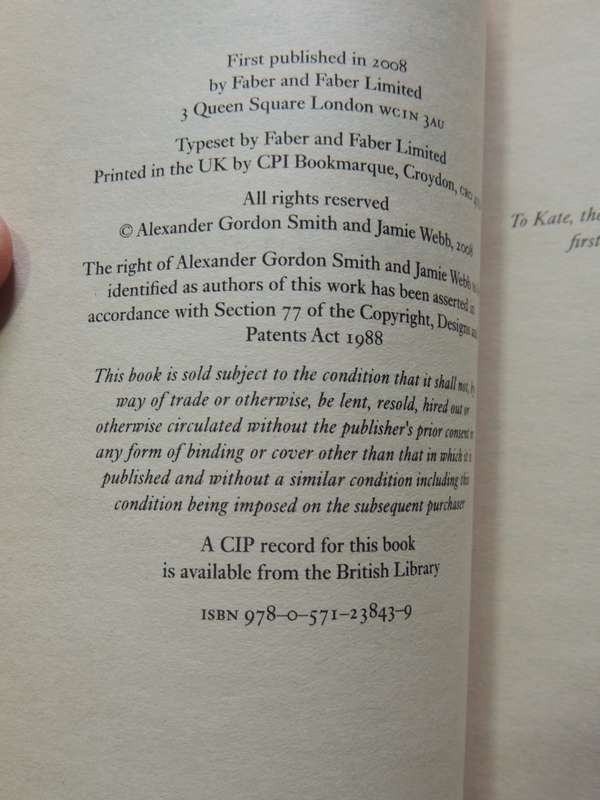 First published in 2008
by Faber and Faber Limited
3 Queen Square London WC1N 3AU
Typeset by Faber and Faber Limited
Printed in the UK by CPI Bookmarque, Croydon,
All rights reserved
© Alexander Gordon Smith and Jamie Webb, 2008
The right of Alexander Gordon Smith and Jamie Webb
identified as authors of this work has been asserted
accordance with Section 77 of the Copyright, Designs
Patents Act 1988
This book is sold subject to the condition that it shall not,
way of trade or otherwise, be lent, resold, hired out or
otherwise circulated without the publisher's prior consent
any form of binding or cover other than that in which it
published and without a similar condition including this
condition being imposed on the subsequent purchaser
A CIP record for this book
is available from the British Library
ISBN 978–0–571–23843–9
To Kate, the
first